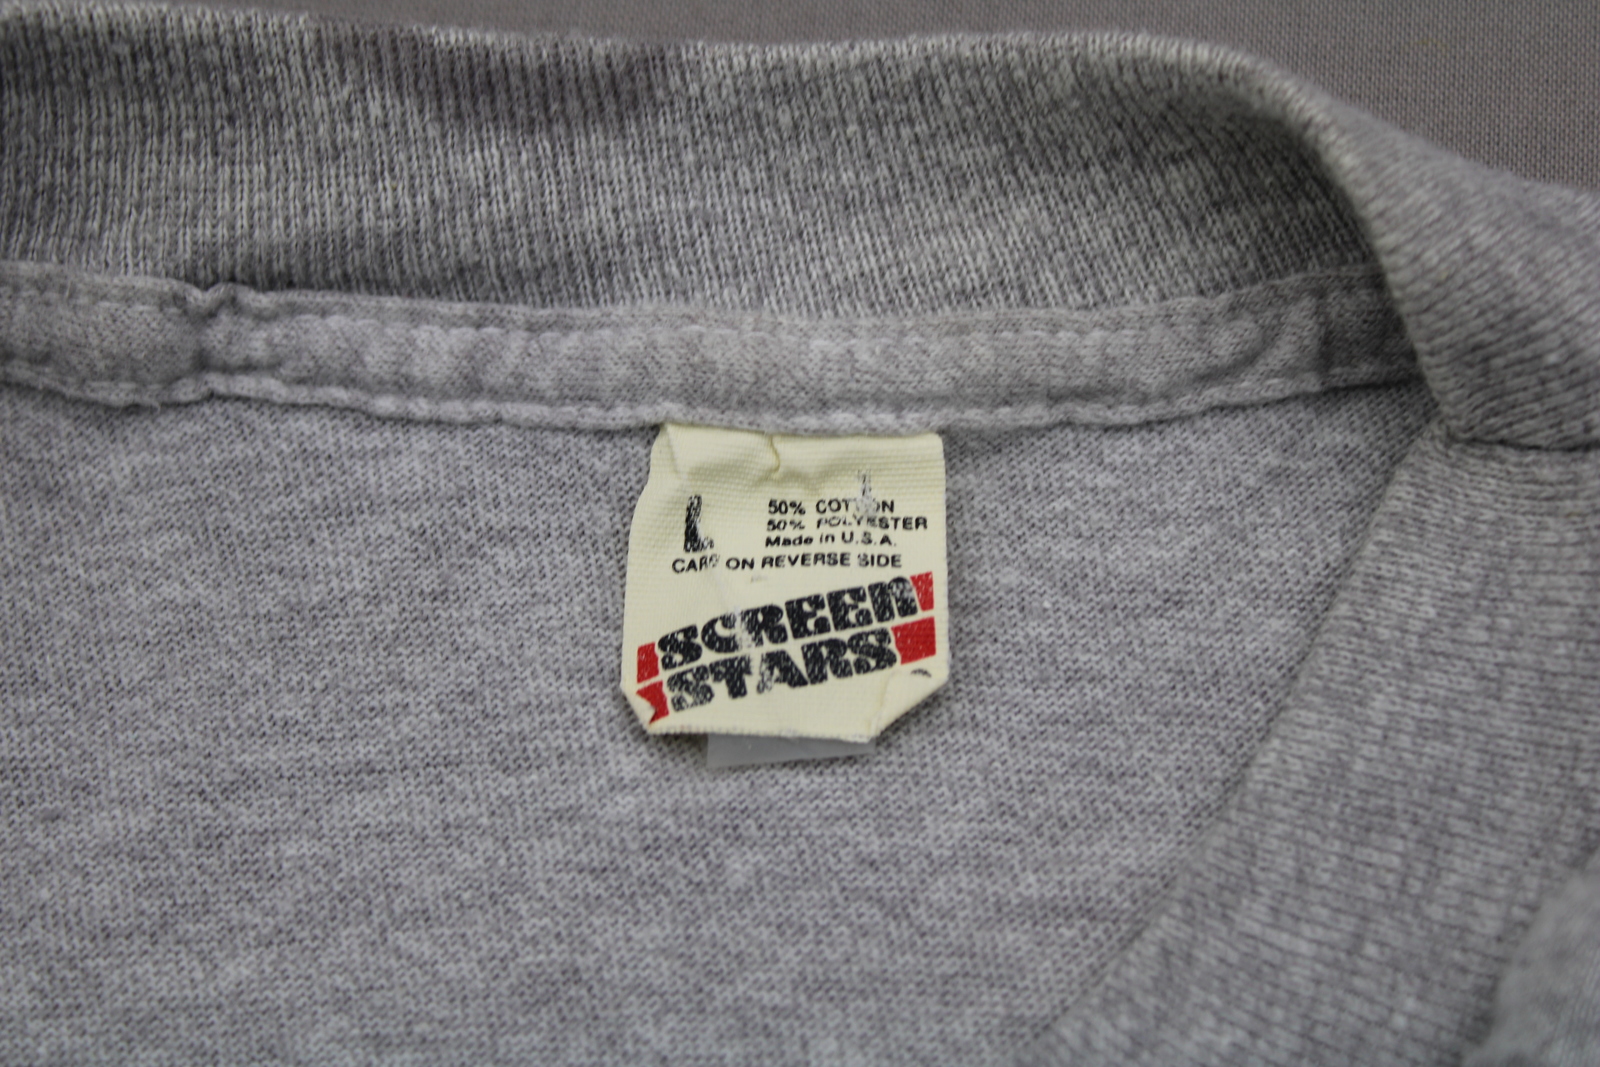 L
50% COTTON
50% POLYESTER
Made in U.S.A.
CARE ON REVERSE SIDE
SCREEN
STARS